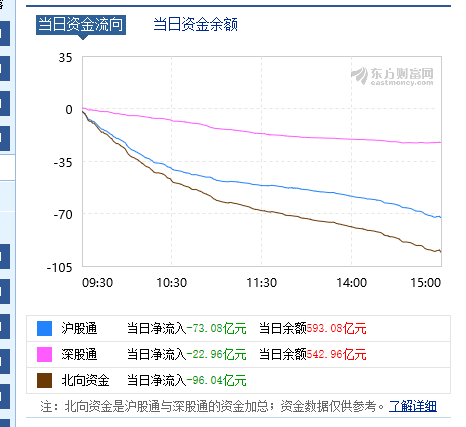 当日资金流向 当日资金余额
东方财富网
eastmoney.com
35
0
-35
-70
-105
09:30 10:30 11:30 14:00 15:00
沪股通 当日净流入-73.08亿元 当日余额593.08亿元
深股通 当日净流入-22.96亿元 当日余额542.96亿元
北向资金 当日净流入-96.04亿元
注：北向资金是沪股通与深股通的资金加总；资金数据仅供参考。了解详细